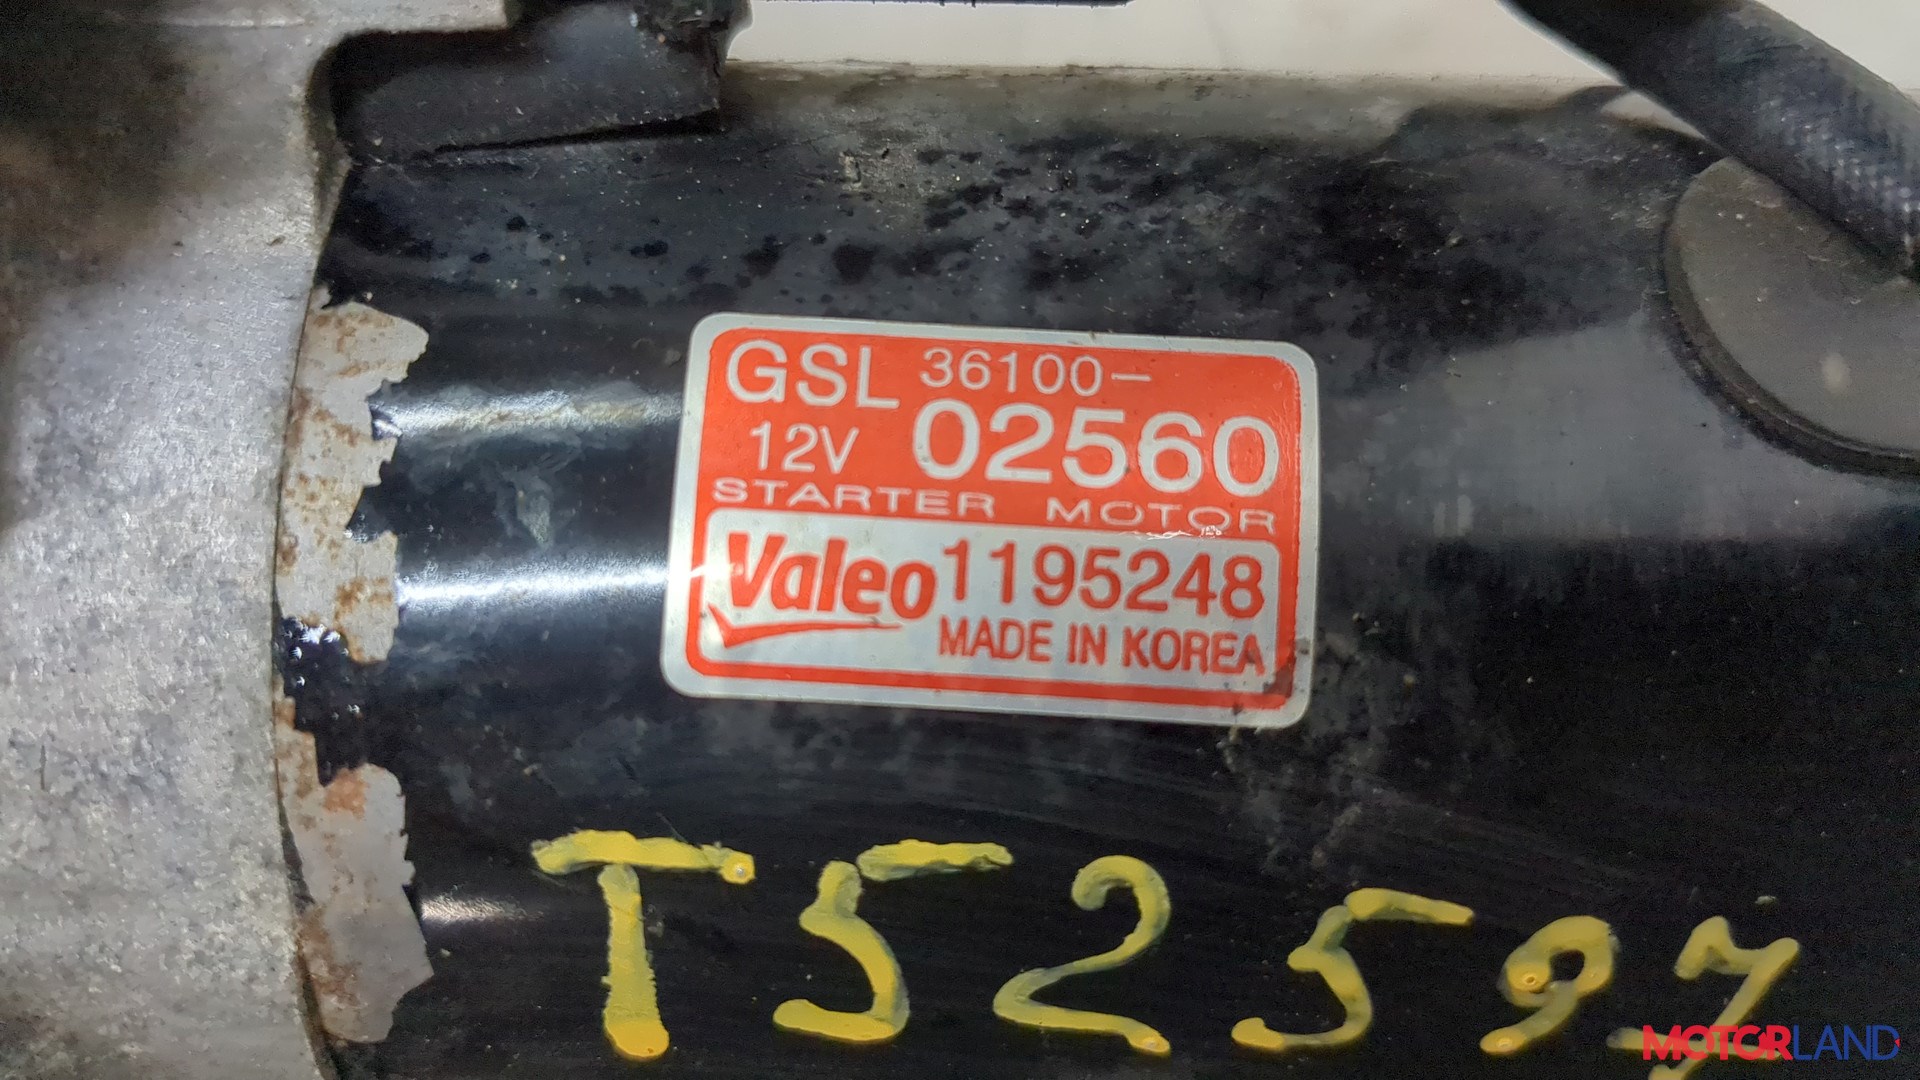 GSL 36100-
12V 02560
STARTER MOTOR
Valeo 1195248
MADE IN KOREA
T52597
MOTORLAND